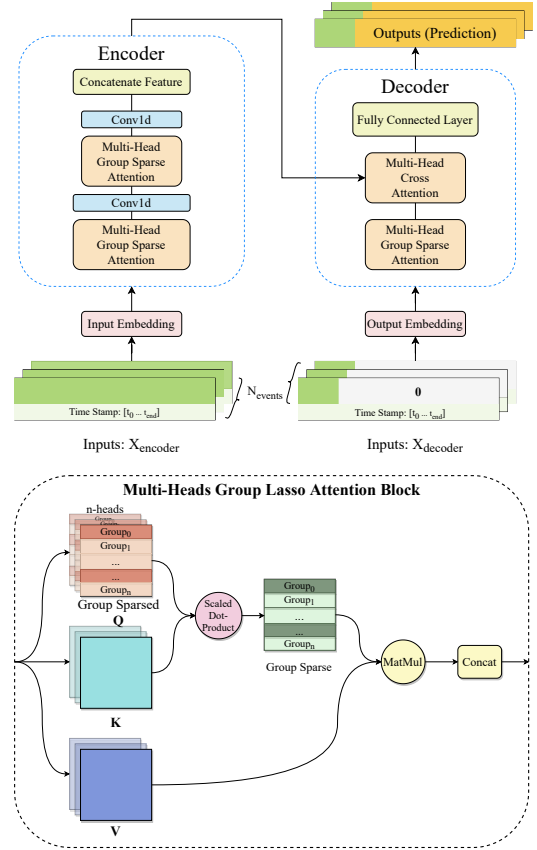 Outputs (Prediction)
Encoder
Concatenate Feature
Conv1d
Multi-Head
Group Sparse
Attention
Conv1d
Multi-Head
Group Sparse
Attention
Input Embedding
Time Stamp: [t0 ... tend]
Inputs: Xencoder
Nevents
Decoder
Fully Connected Layer
Multi-Head
Cross
Attention
Multi-Head
Group Sparse
Attention
Output Embedding
0
Time Stamp: [t0 ... tend]
Inputs: Xdecoder
Multi-Heads Group Lasso Attention Block
n-heads
Group
Group0
Group1
...
...
Groupn
Group Sparsed
Q
K
V
Scaled
Dot-
Product
Group0
Group1
...
...
Groupn
Group Sparse
MatMul
Concat